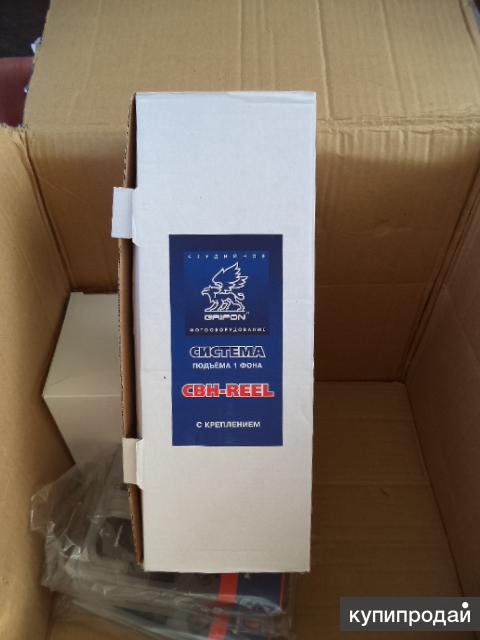 СТУДИЙНОЕ
GRIFON
ФОТООБОРУДОВАНИЕ
СИСТЕМА
ПОДЪЁМА 1 ФОНА
CBH-REEL
С КРЕПЛЕНИЕМ
купипродай